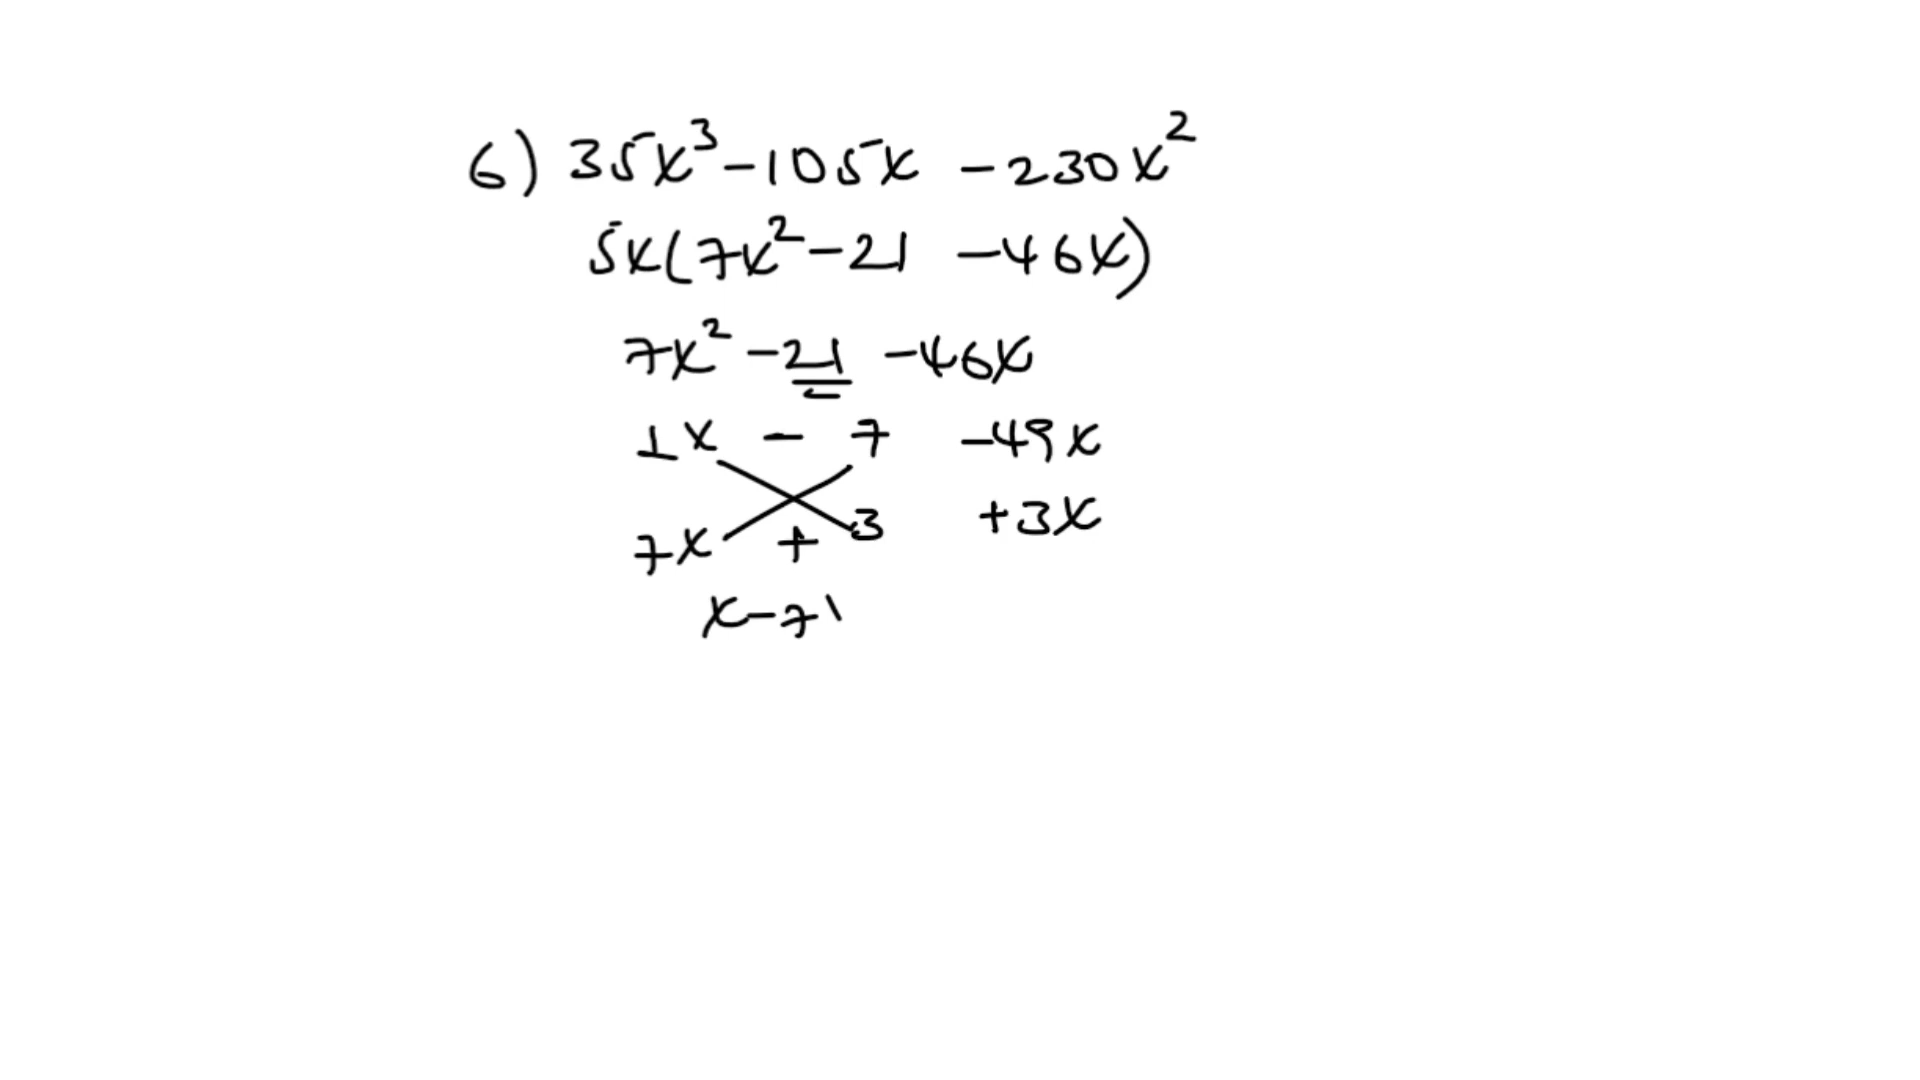 6) 35x³ -105x -230x²
5x(7x² -21 -46x)
7x² -21 -46x
1x - 7 -49x
7x + 3 +3x
x-7